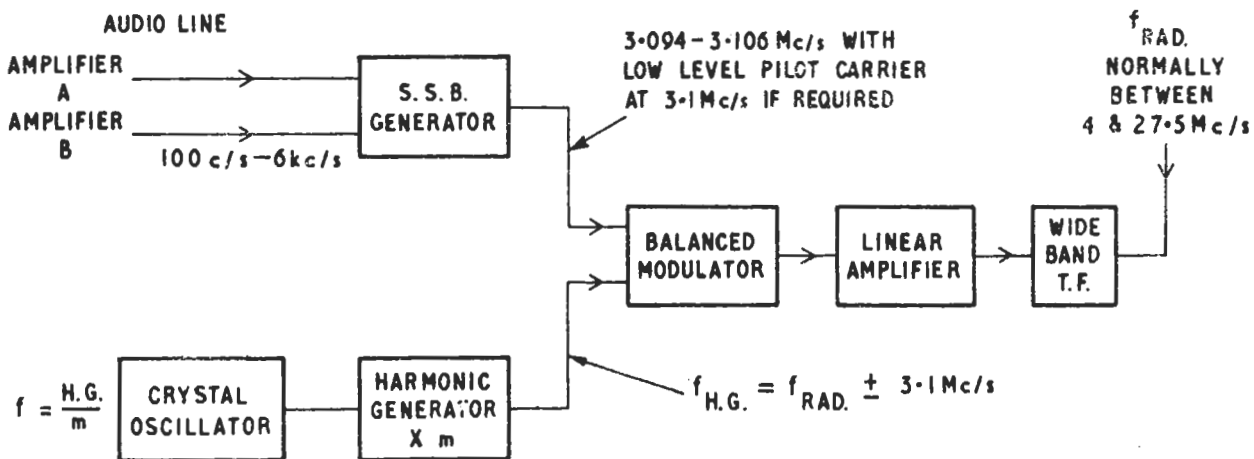 AUDIO LINE
AMPLIFIER
A
AMPLIFIER
B
100 c/s – 6kc/s
S. S. B.
GENERATOR
3·094 – 3·106 Mc/s WITH
LOW LEVEL PILOT CARRIER
AT 3·1 Mc/s IF REQUIRED
f RAD.
NORMALLY
BETWEEN
4 & 27·5 Mc/s
BALANCED
MODULATOR
LINEAR
AMPLIFIER
WIDE
BAND
T. F.
f = H.G./m
CRYSTAL
OSCILLATOR
HARMONIC
GENERATOR
X m
f H.G. = f RAD. ± 3·1 Mc/s